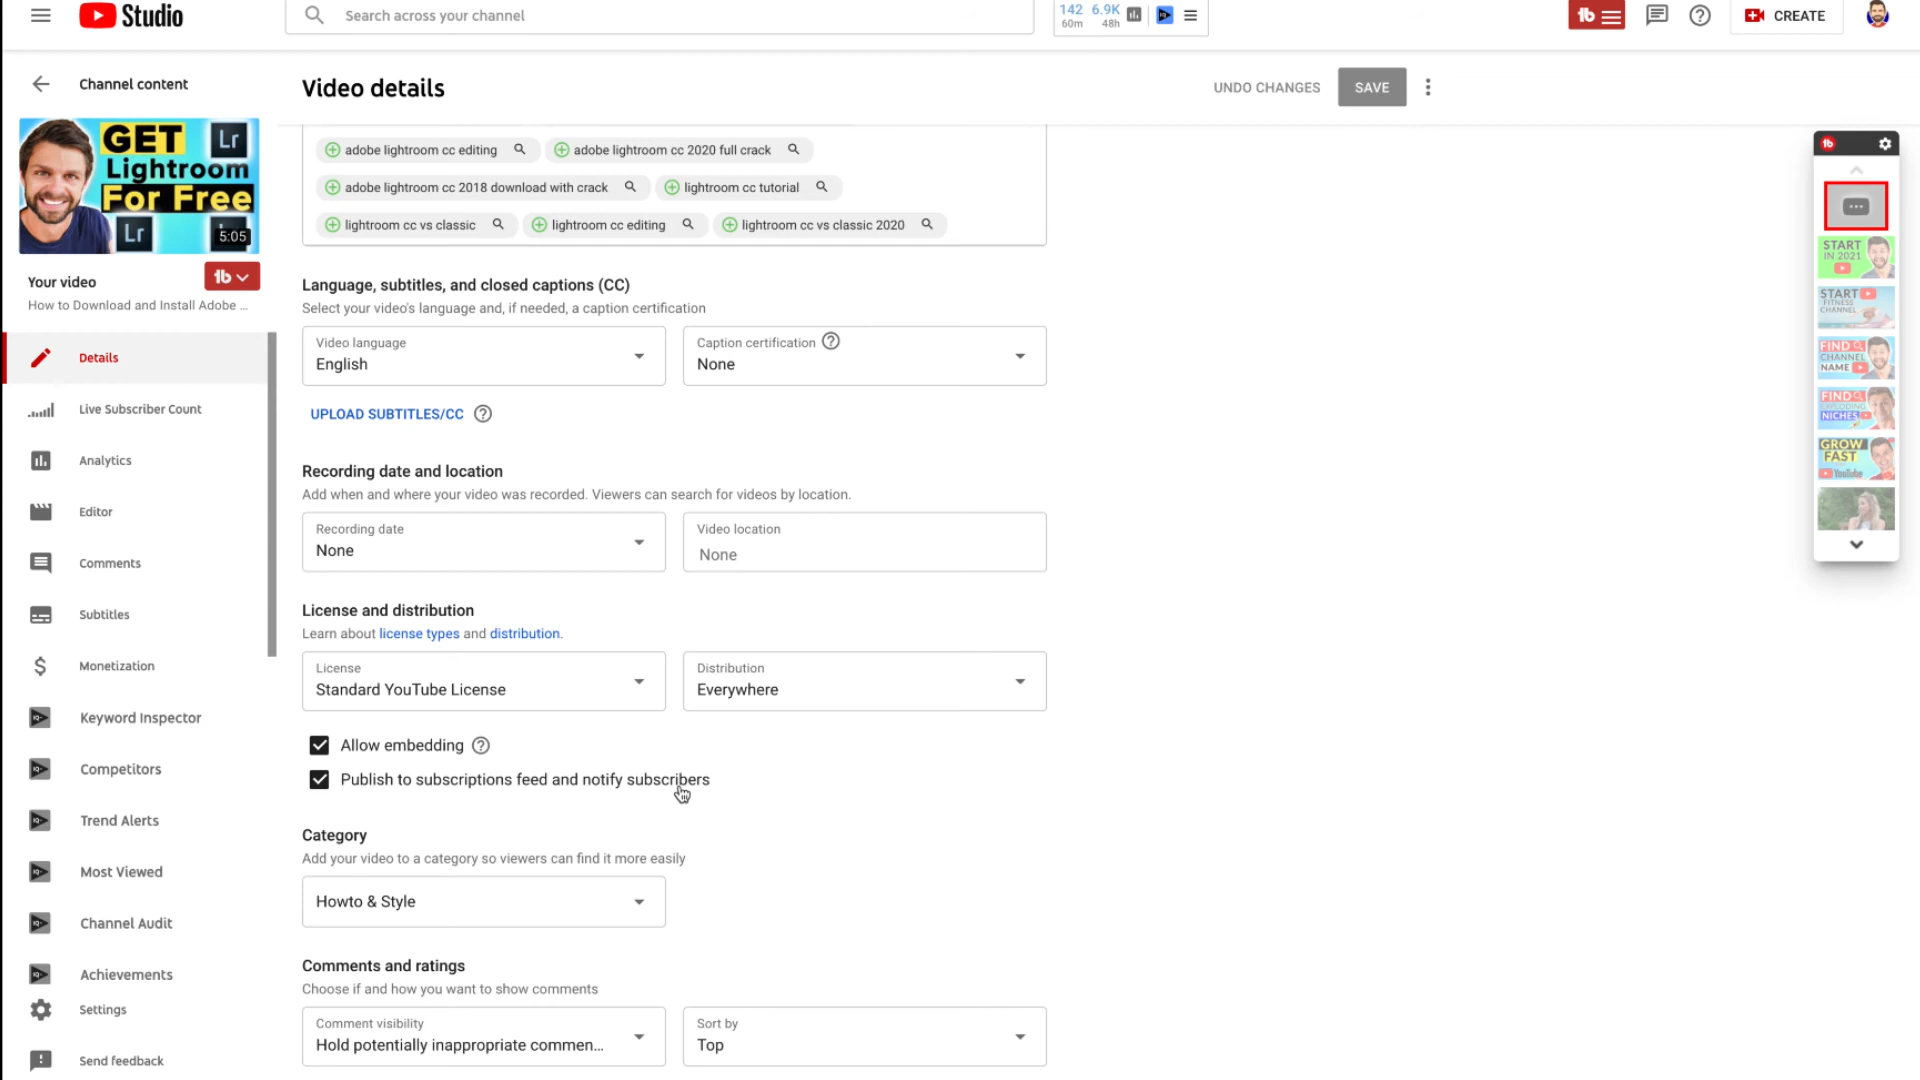 Studio
Search across your channel
142 6.9K
60m 48h
CREATE
Channel content
Video details
UNDO CHANGES
SAVE
GET Lr
Lightroom
For Free
Lr
5:05
Your video
How to Download and Install Adobe ...
adobe lightroom cc editing
adobe lightroom cc 2020 full crack
adobe lightroom cc 2018 download with crack
lightroom cc tutorial
lightroom cc vs classic
lightroom cc editing
lightroom cc vs classic 2020
Details
Live Subscriber Count
Analytics
Editor
Comments
Subtitles
Monetization
Keyword Inspector
Competitors
Trend Alerts
Most Viewed
Channel Audit
Achievements
Settings
Send feedback
Language, subtitles, and closed captions (CC)
Select your video's language and, if needed, a caption certification
Video language
English
Caption certification
None
UPLOAD SUBTITLES/CC
Recording date and location
Add when and where your video was recorded. Viewers can search for videos by location.
Recording date
None
Video location
None
License and distribution
Learn about license types and distribution.
License
Standard YouTube License
Distribution
Everywhere
Allow embedding
Publish to subscriptions feed and notify subscribers
Category
Add your video to a category so viewers can find it more easily
Howto & Style
Comments and ratings
Choose if and how you want to show comments
Comment visibility
Hold potentially inappropriate commen...
Sort by
Top
START
IN 2021
START
FITNESS
CHANNEL
FIND
CHANNEL
NAME
FIND
EXPLODING
NICHES
GROW
FAST
YouTube